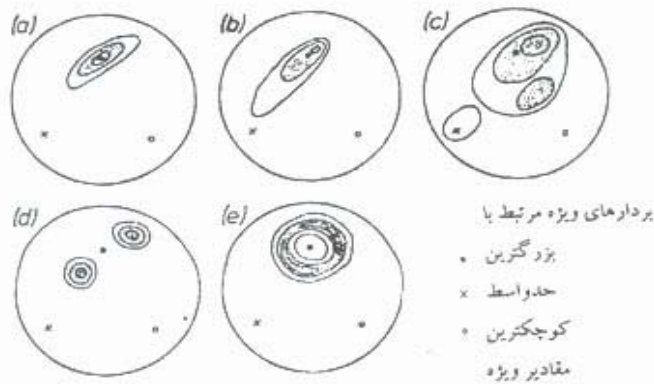 (a)
(b)
(c)
(d)
(e)
بردارهای ویژه مرتبط با
بزرگترین
حدواسط
کوچکترین
مقادیر ویژه